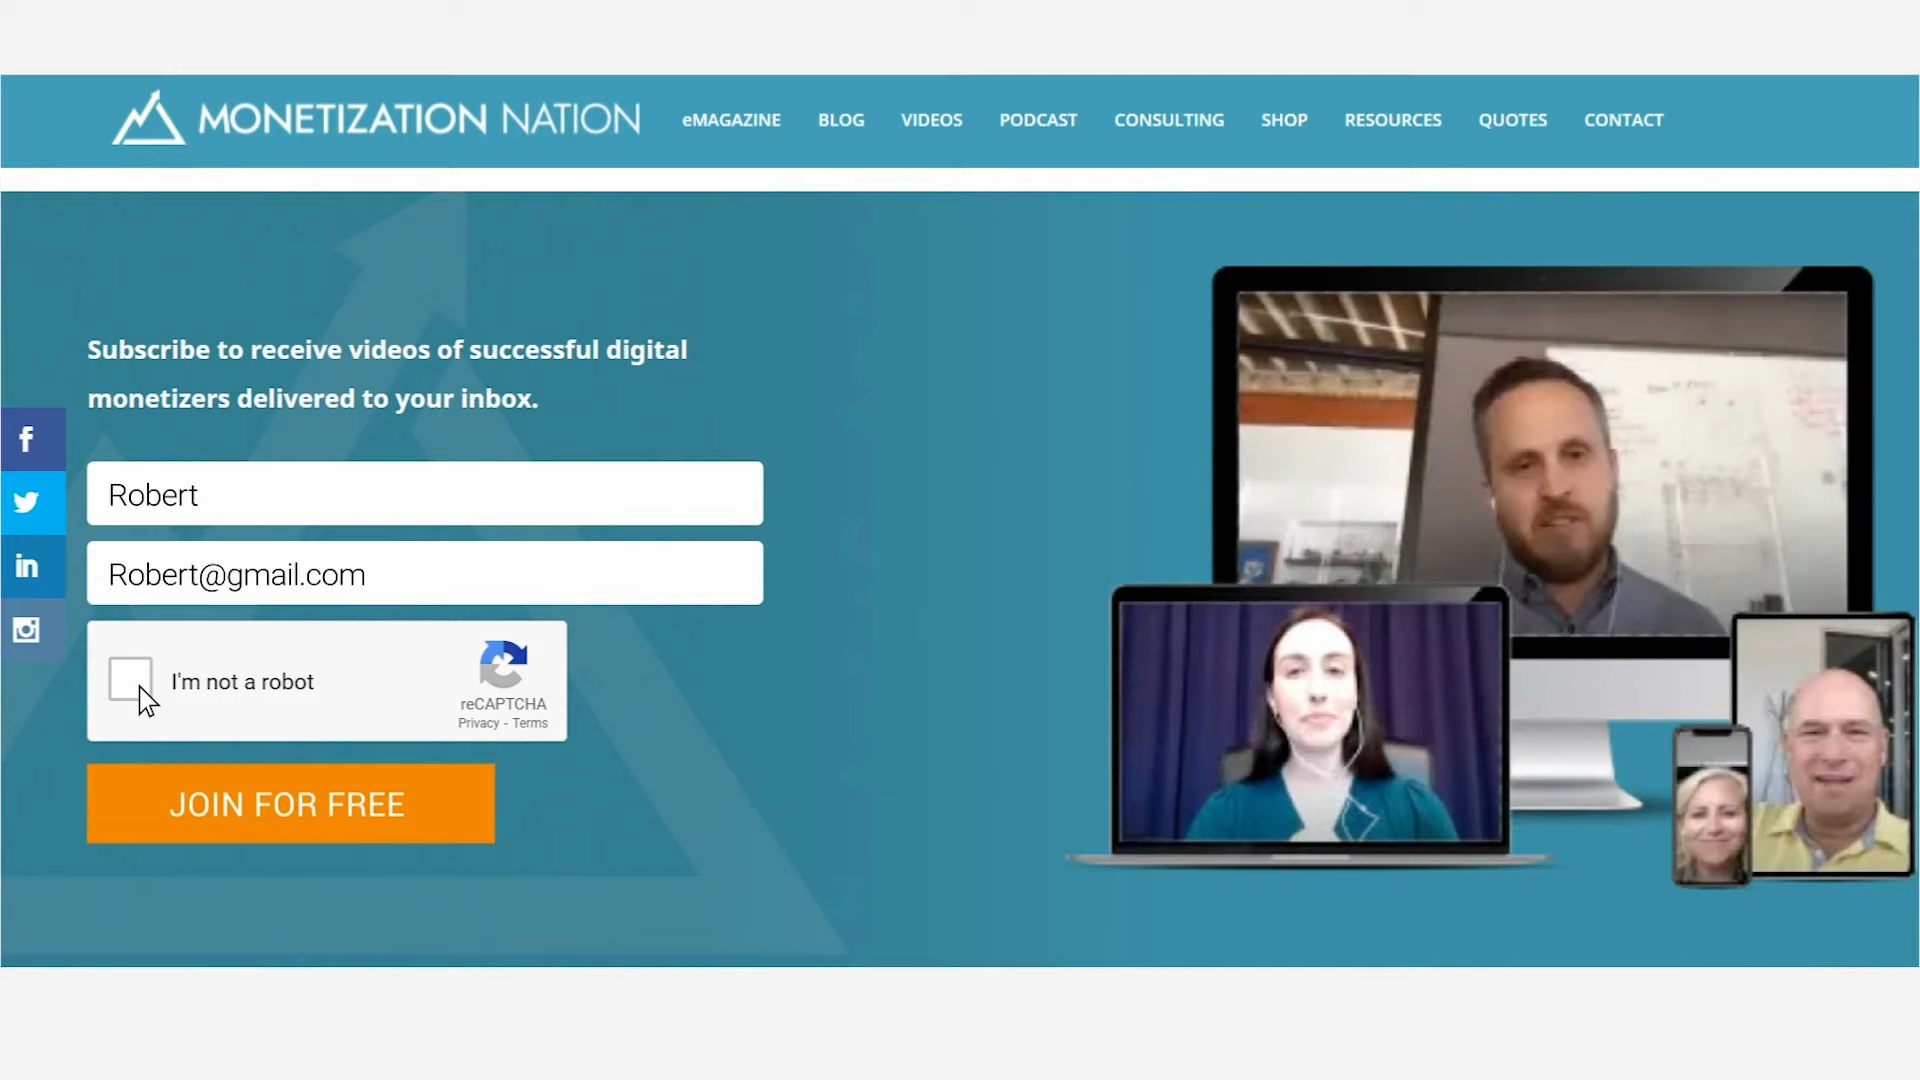 MONETIZATION NATION
eMAGAZINE BLOG VIDEOS PODCAST CONSULTING SHOP RESOURCES QUOTES CONTACT
Subscribe to receive videos of successful digital
monetizers delivered to your inbox.
Robert
Robert@gmail.com
I'm not a robot
reCAPTCHA
Privacy - Terms
JOIN FOR FREE